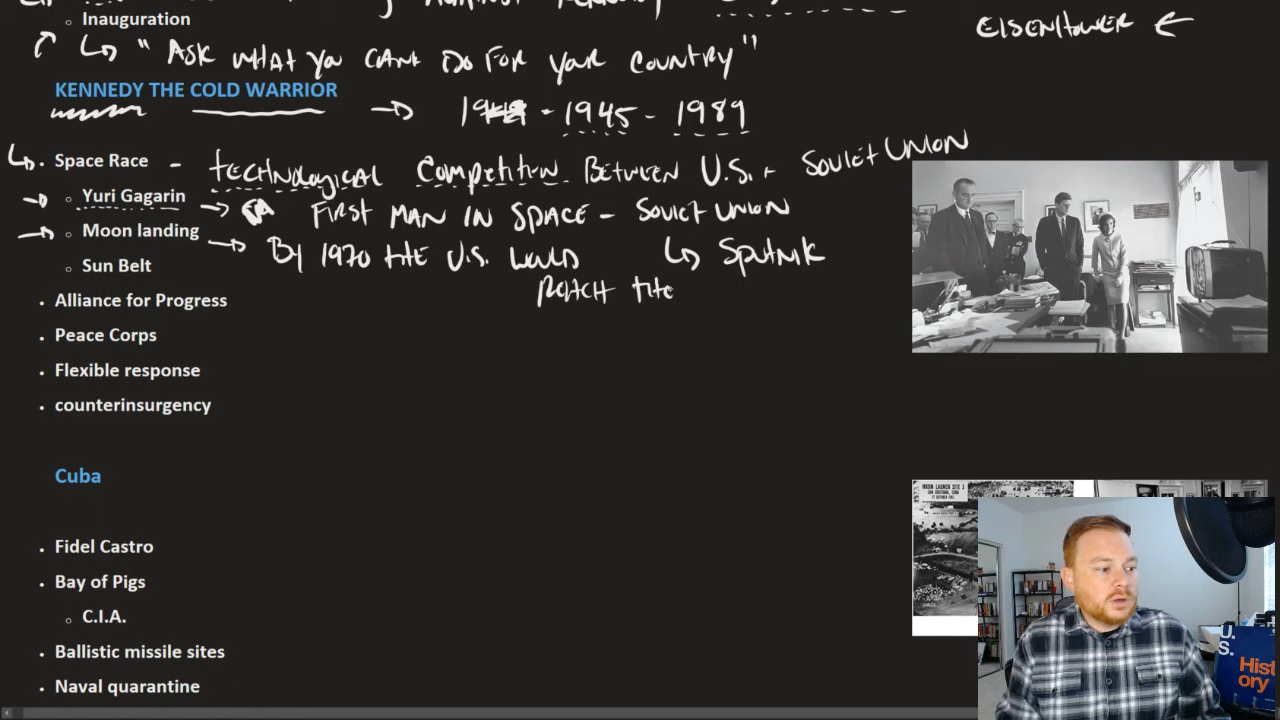 Inauguration
EISENHOWER ←
↳ " ASK WHAT YOU CANT DO FOR YOUR COUNTRY "
KENNEDY THE COLD WARRIOR → - 1945 - 1989
Space Race - TECHNOLOGICAL COMPETITION BETWEEN U.S. + SOVIET UNION
Yuri Gagarin → FIRST MAN IN SPACE - SOVIET UNION
Moon landing → BY 1970 THE U.S. WOULD ↳ SPUTNIK
REACH THE
Sun Belt
Alliance for Progress
Peace Corps
Flexible response
counterinsurgency
Cuba
Fidel Castro
Bay of Pigs
C.I.A.
Ballistic missile sites
Naval quarantine
U.S.
History